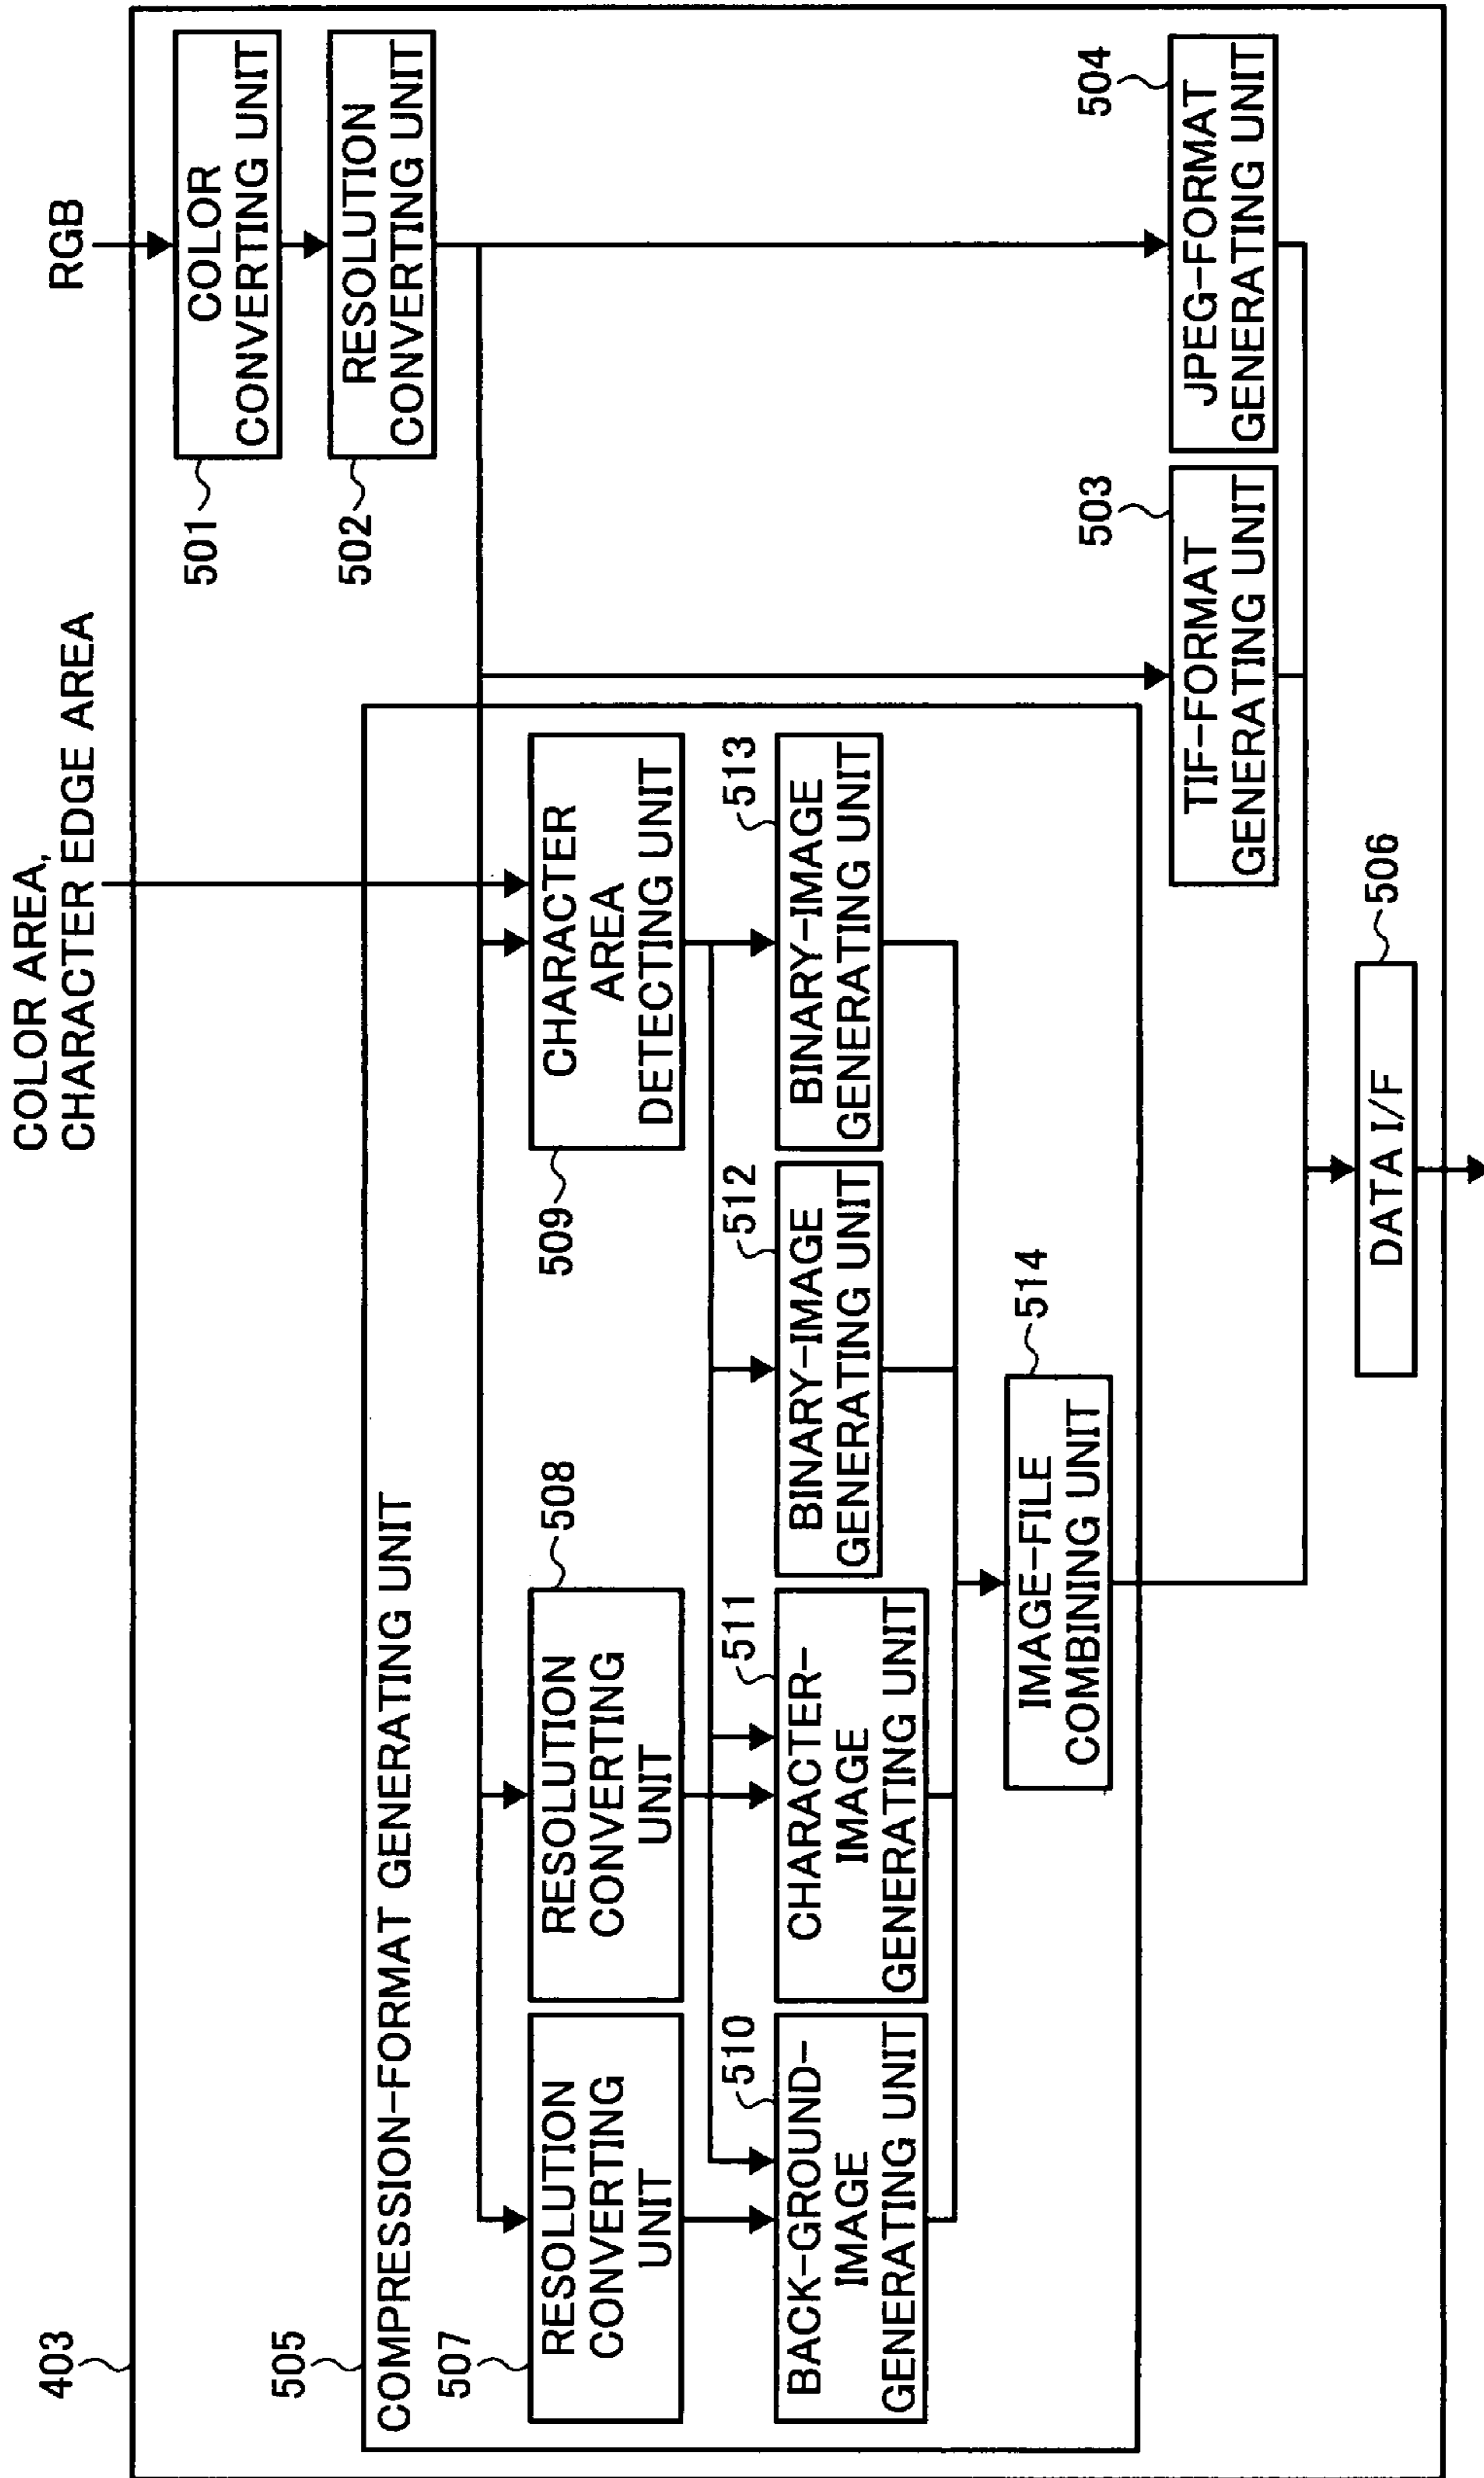 COLOR AREA,
CHARACTER EDGE AREA
RGB
403
COLOR
CONVERTING UNIT
501
RESOLUTION
CONVERTING UNIT
502
505
COMPRESSION-FORMAT GENERATING UNIT
507
RESOLUTION
CONVERTING
UNIT
508
RESOLUTION
CONVERTING
UNIT
509
CHARACTER
AREA
DETECTING UNIT
510
BACK-GROUND-
IMAGE
GENERATING UNIT
511
CHARACTER-
IMAGE
GENERATING UNIT
512
BINARY-IMAGE
GENERATING UNIT
513
BINARY-IMAGE
GENERATING UNIT
514
IMAGE-FILE
COMBINING UNIT
503
TIF-FORMAT
GENERATING UNIT
504
JPEG-FORMAT
GENERATING UNIT
506
DATA I/F